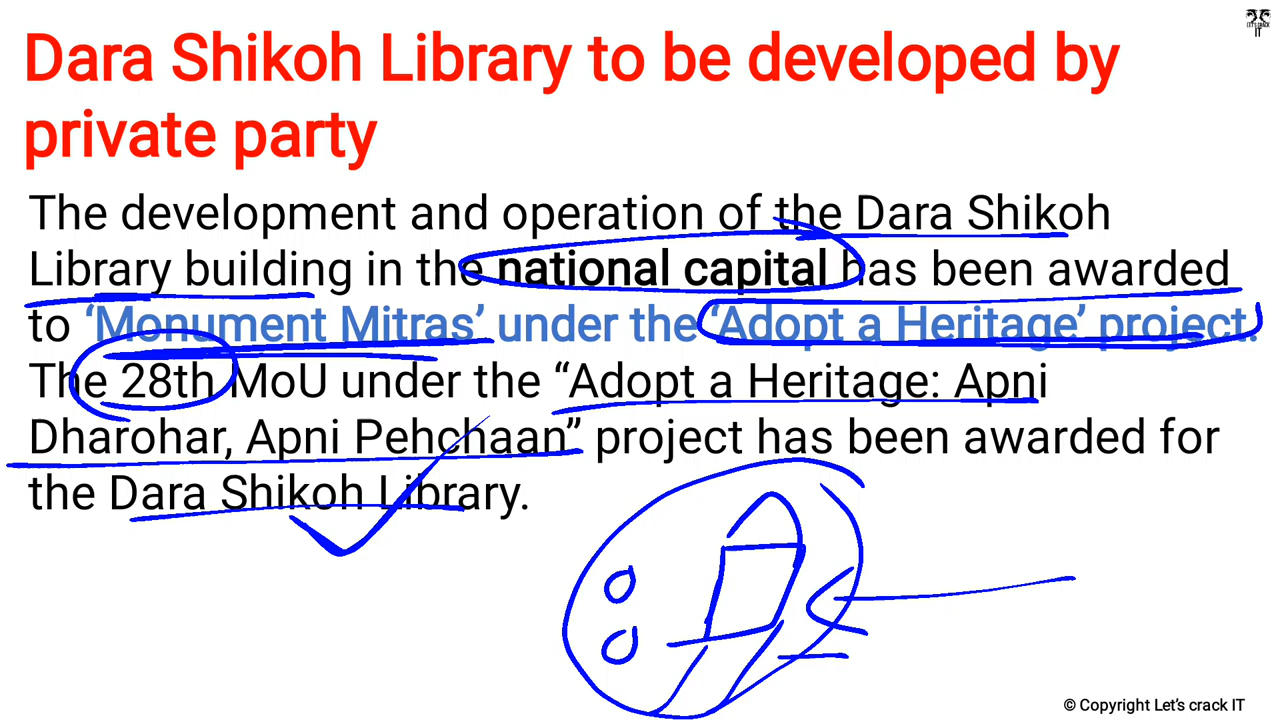 LET'S CRACK
IT
Dara Shikoh Library to be developed by
private party
The development and operation of the Dara Shikoh
Library building in the national capital has been awarded
to ‘Monument Mitras’ under the ‘Adopt a Heritage’ project.
The 28th MoU under the “Adopt a Heritage: Apni
Dharohar, Apni Pehchaan” project has been awarded for
the Dara Shikoh Library.
© Copyright Let’s crack IT